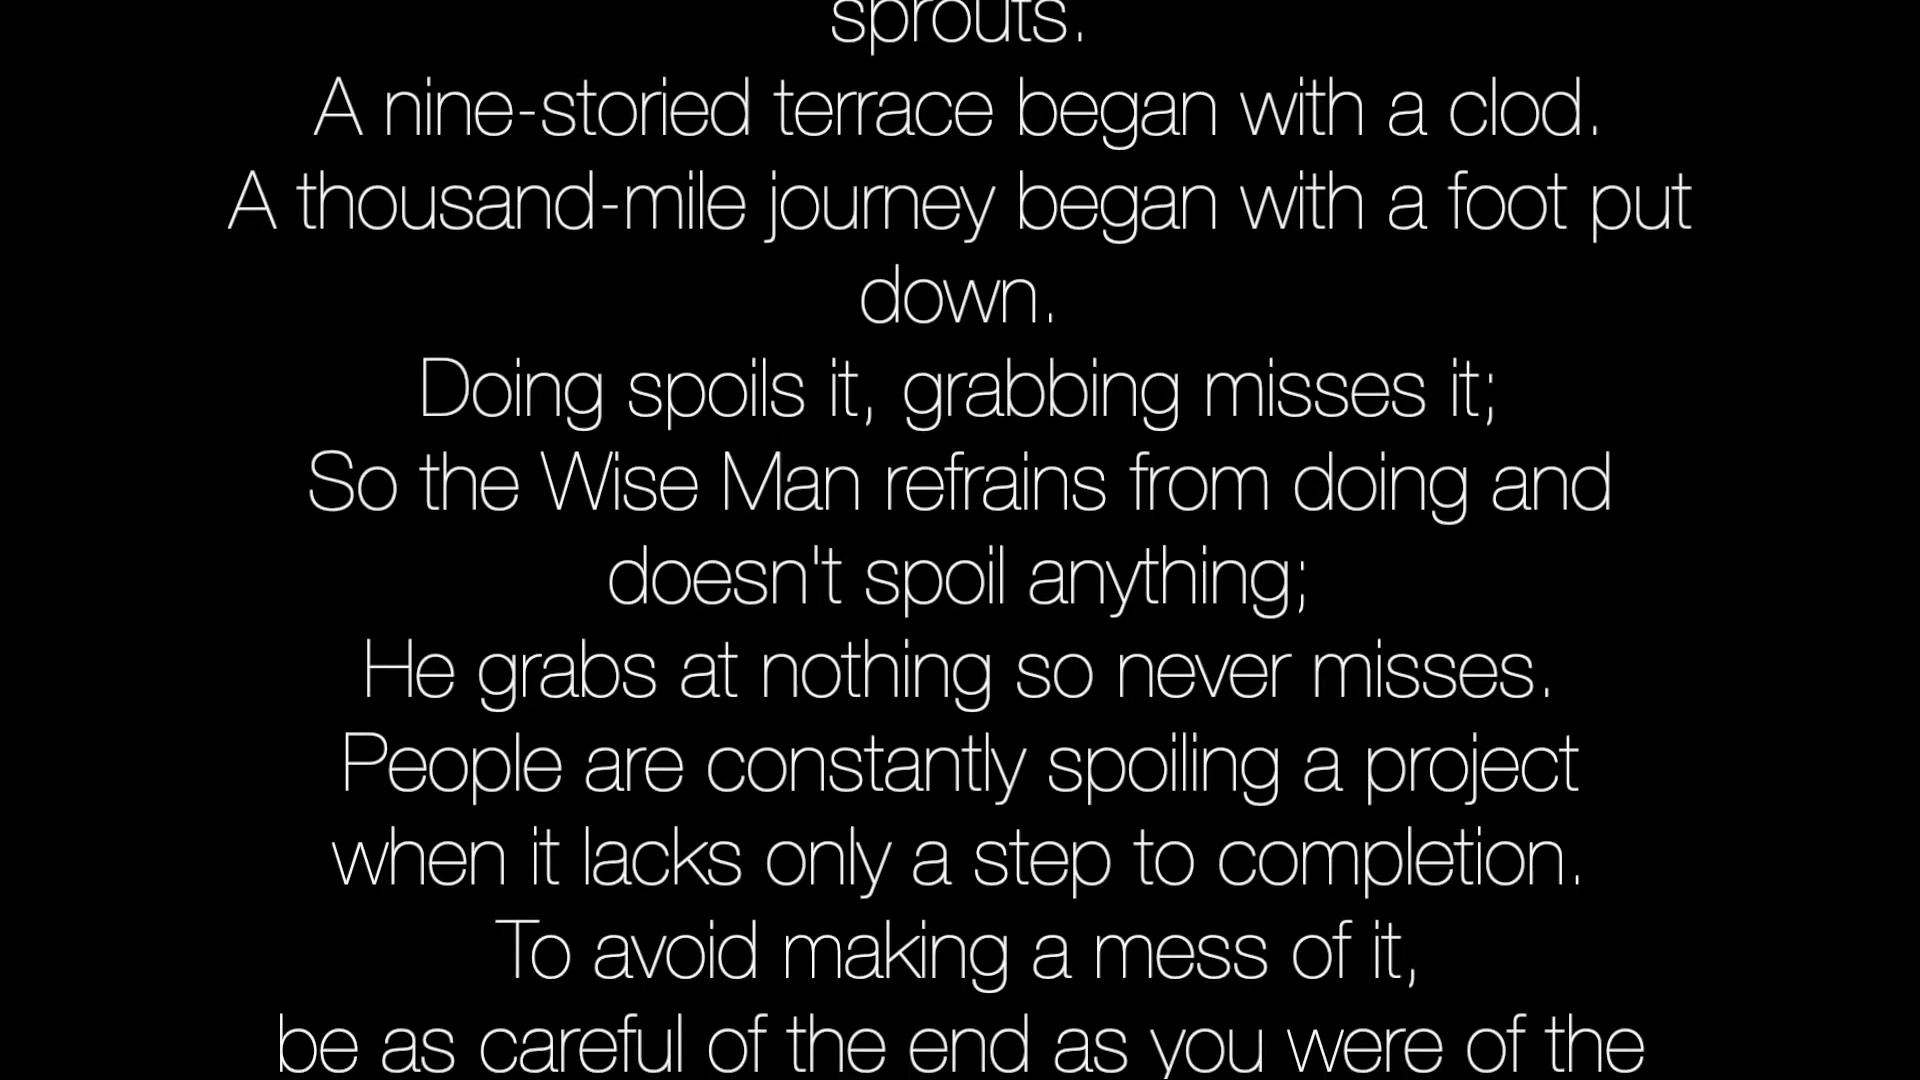 sprouts.
A nine-storied terrace began with a clod.
A thousand-mile journey began with a foot put
down.
Doing spoils it, grabbing misses it;
So the Wise Man refrains from doing and
doesn't spoil anything;
He grabs at nothing so never misses.
People are constantly spoiling a project
when it lacks only a step to completion.
To avoid making a mess of it,
be as careful of the end as you were of the